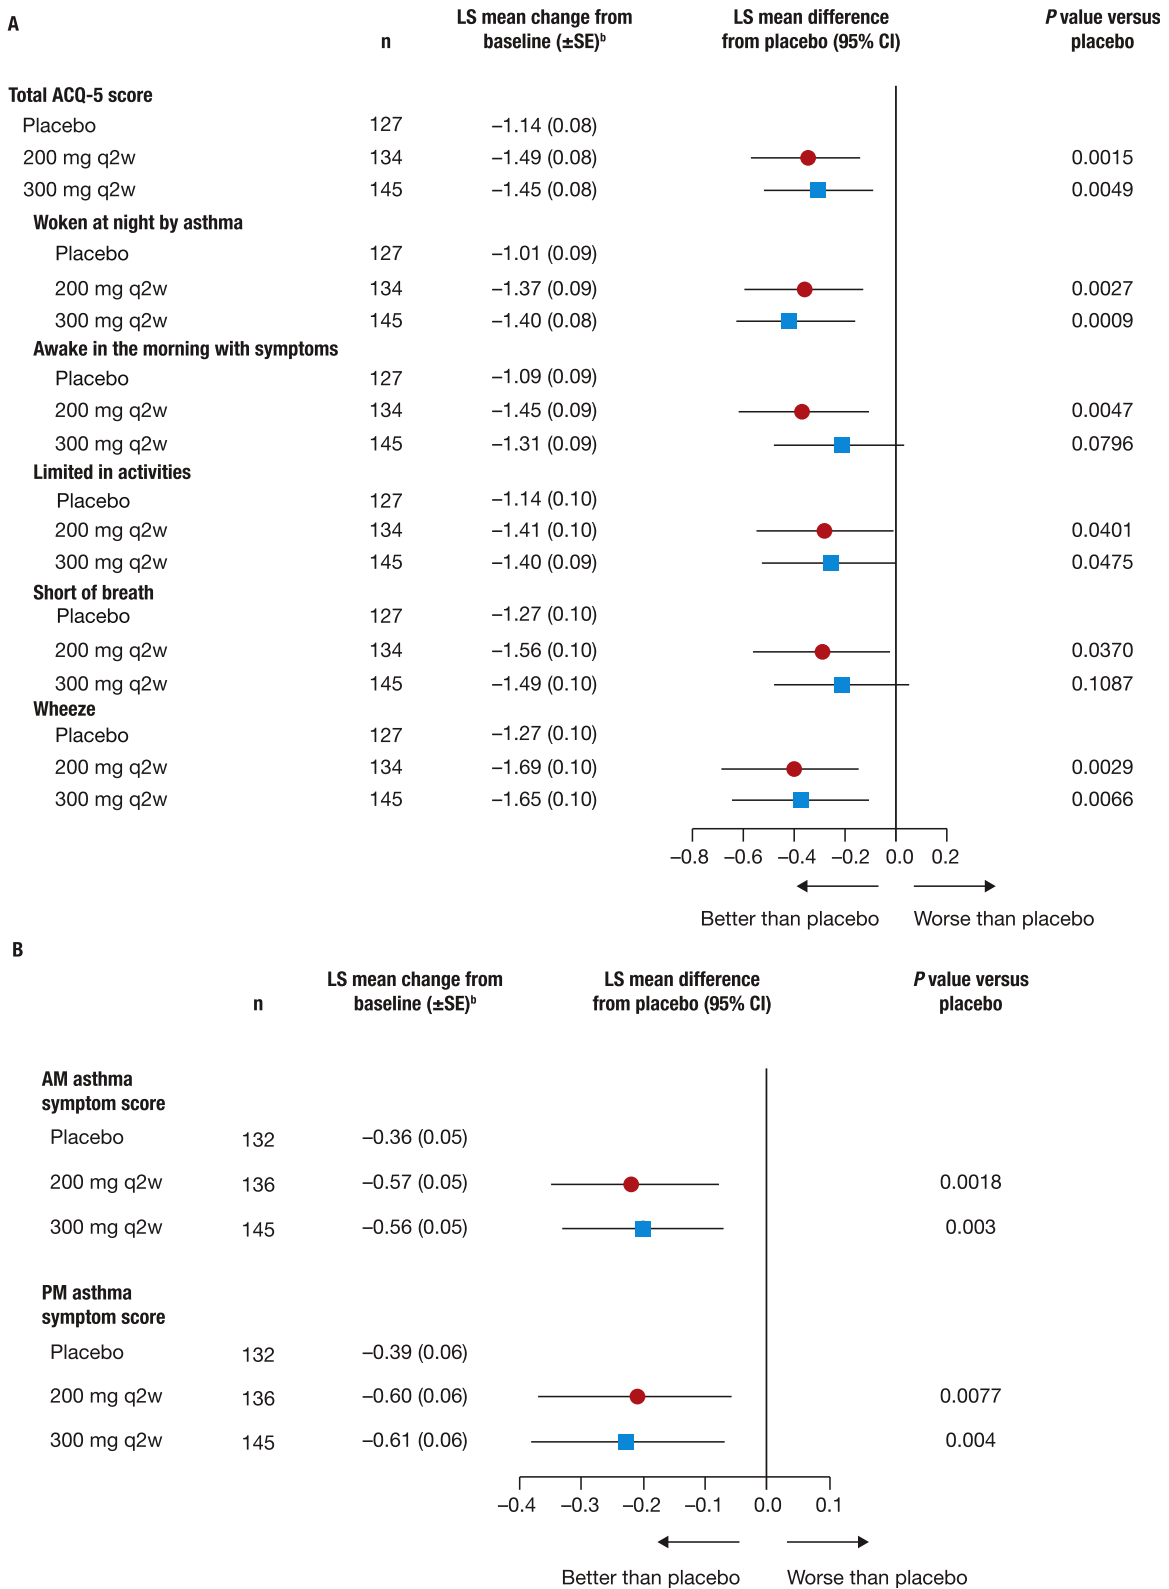 A
n
LS mean change from
baseline (±SE)ᵇ
LS mean difference
from placebo (95% CI)
P value versus
placebo
Total ACQ-5 score
Placebo 127 –1.14 (0.08)
200 mg q2w 134 –1.49 (0.08) 0.0015
300 mg q2w 145 –1.45 (0.08) 0.0049
Woken at night by asthma
Placebo 127 –1.01 (0.09)
200 mg q2w 134 –1.37 (0.09) 0.0027
300 mg q2w 145 –1.40 (0.08) 0.0009
Awake in the morning with symptoms
Placebo 127 –1.09 (0.09)
200 mg q2w 134 –1.45 (0.09) 0.0047
300 mg q2w 145 –1.31 (0.09) 0.0796
Limited in activities
Placebo 127 –1.14 (0.10)
200 mg q2w 134 –1.41 (0.10) 0.0401
300 mg q2w 145 –1.40 (0.09) 0.0475
Short of breath
Placebo 127 –1.27 (0.10)
200 mg q2w 134 –1.56 (0.10) 0.0370
300 mg q2w 145 –1.49 (0.10) 0.1087
Wheeze
Placebo 127 –1.27 (0.10)
200 mg q2w 134 –1.69 (0.10) 0.0029
300 mg q2w 145 –1.65 (0.10) 0.0066
–0.8 –0.6 –0.4 –0.2 0.0 0.2
Better than placebo Worse than placebo
B
n
LS mean change from
baseline (±SE)ᵇ
LS mean difference
from placebo (95% CI)
P value versus
placebo
AM asthma
symptom score
Placebo 132 –0.36 (0.05)
200 mg q2w 136 –0.57 (0.05) 0.0018
300 mg q2w 145 –0.56 (0.05) 0.003
PM asthma
symptom score
Placebo 132 –0.39 (0.06)
200 mg q2w 136 –0.60 (0.06) 0.0077
300 mg q2w 145 –0.61 (0.06) 0.004
–0.4 –0.3 –0.2 –0.1 0.0 0.1
Better than placebo Worse than placebo